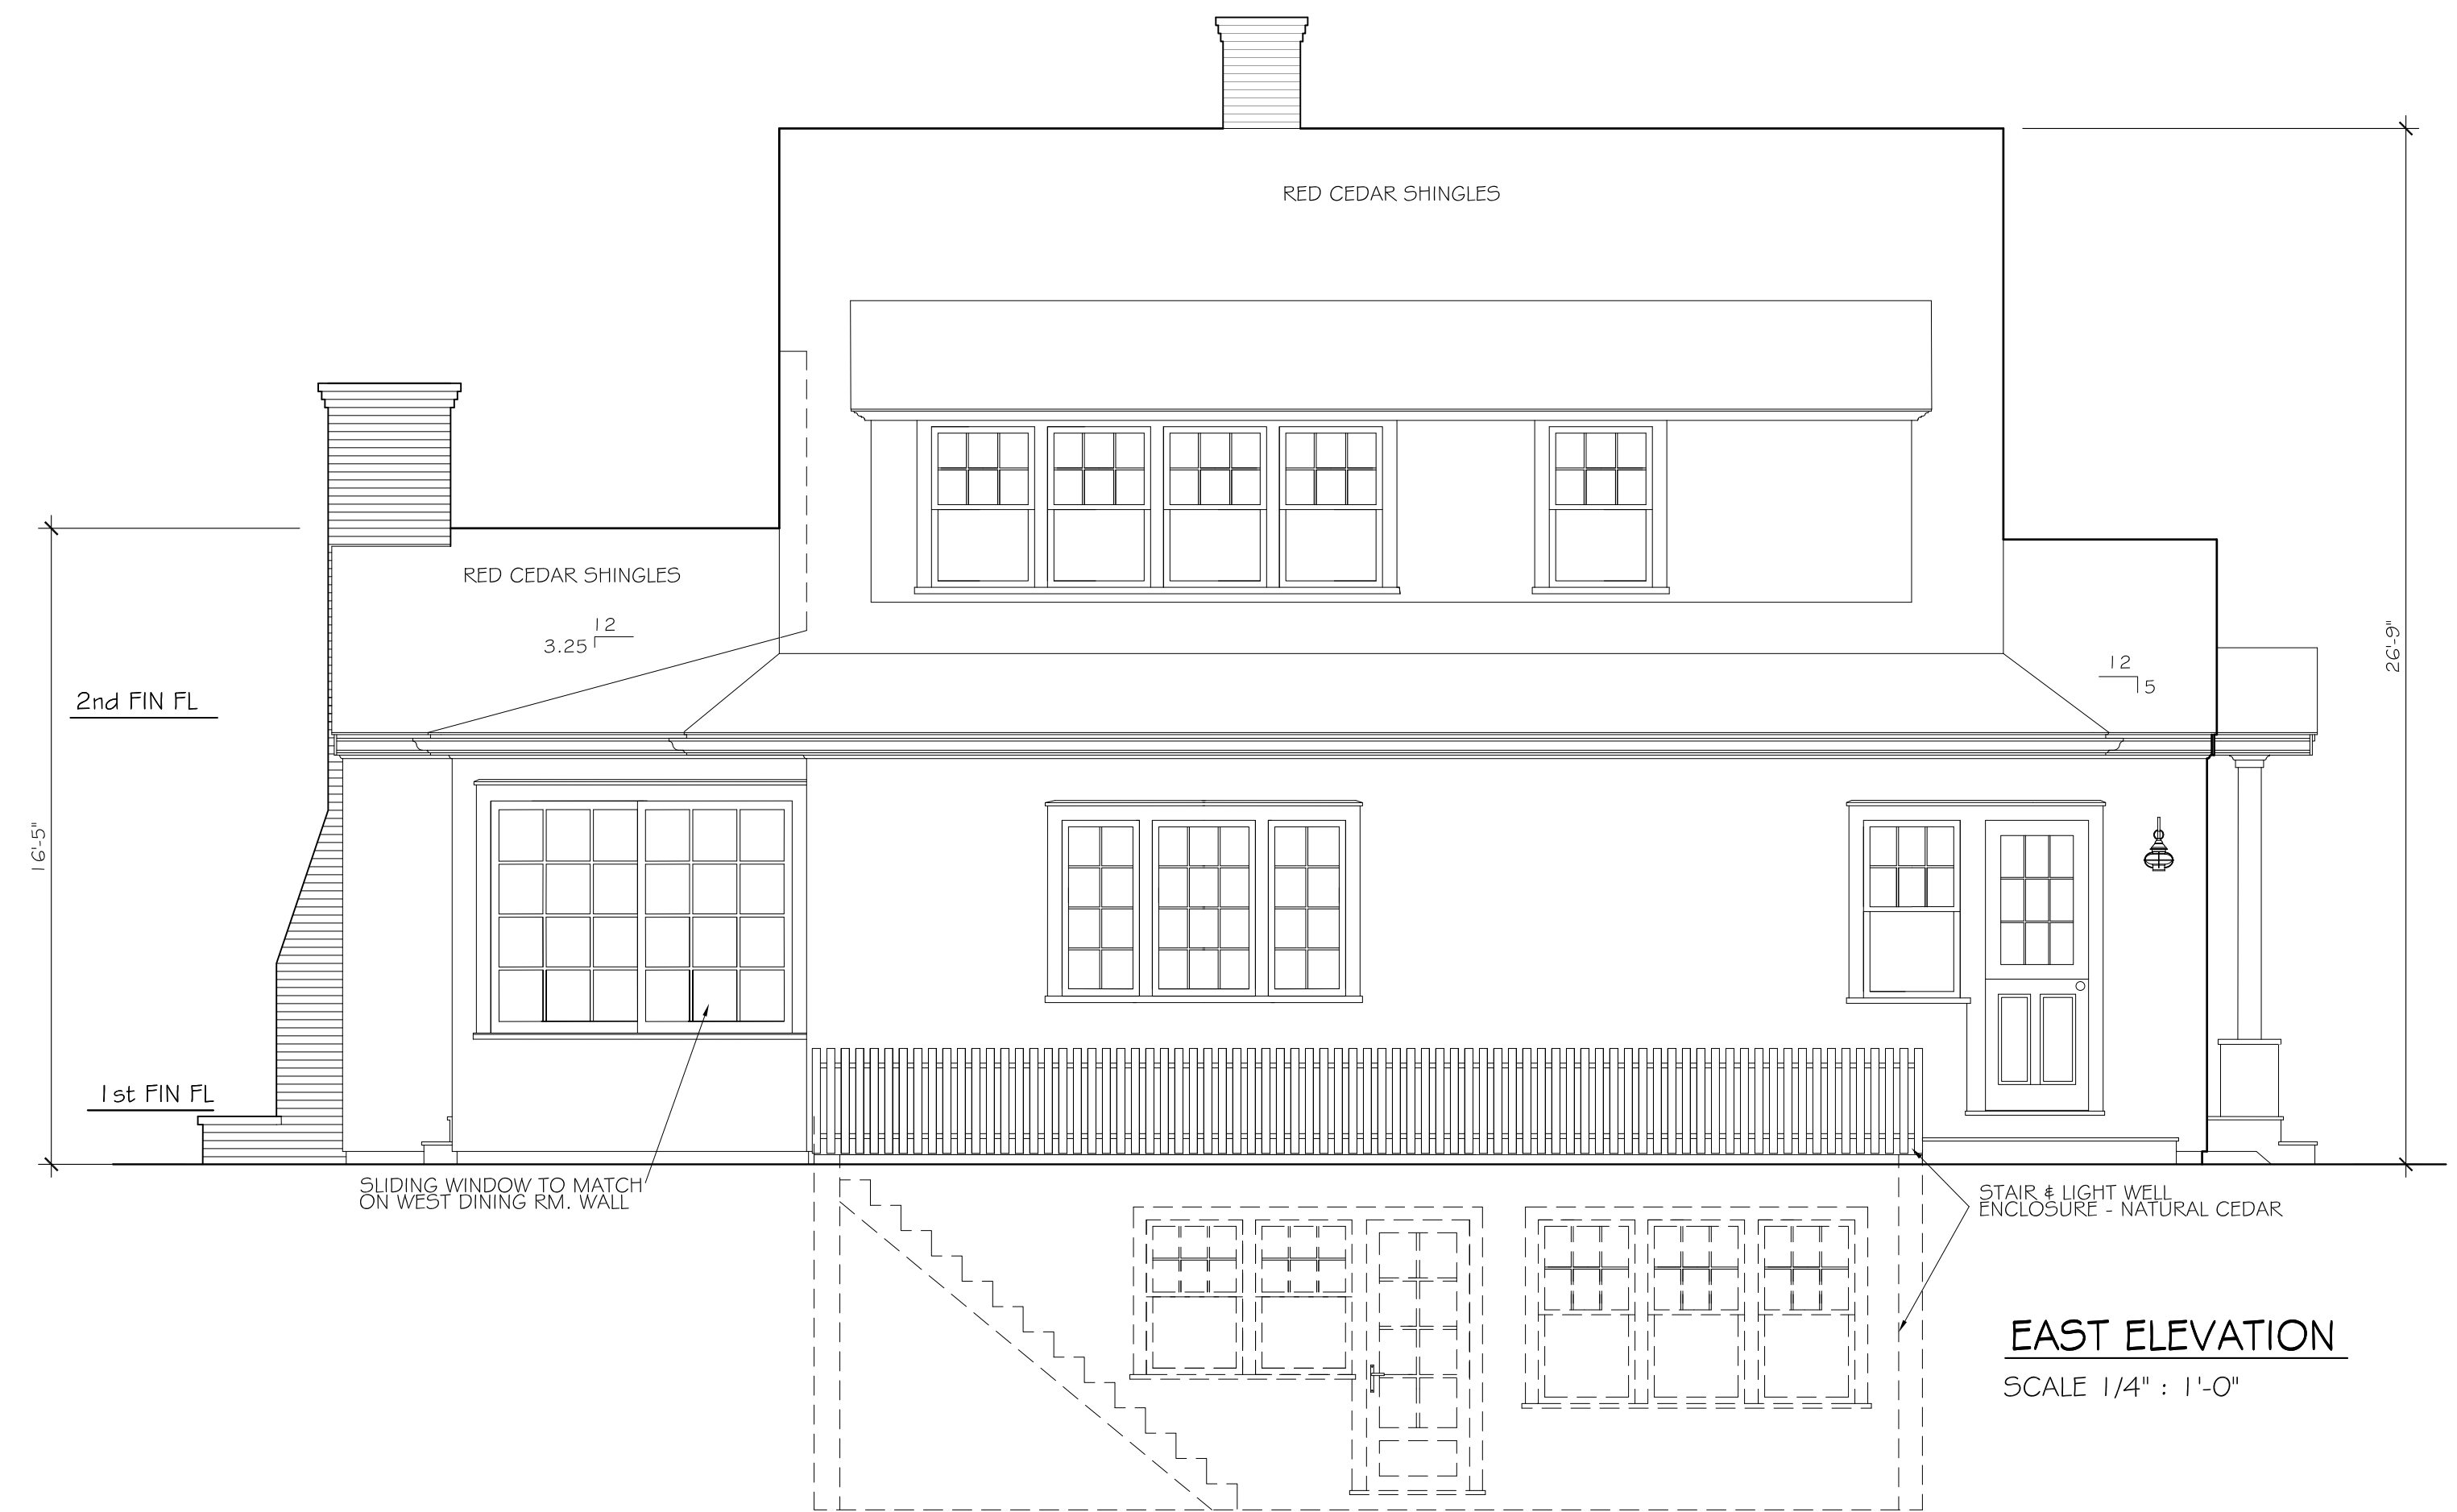 RED CEDAR SHINGLES
RED CEDAR SHINGLES
12
3.25
12
5
26'-9"
2nd FIN FL
16'-5"
1st FIN FL
SLIDING WINDOW TO MATCH
ON WEST DINING RM. WALL
STAIR & LIGHT WELL
ENCLOSURE - NATURAL CEDAR
EAST ELEVATION
SCALE 1/4" : 1'-0"